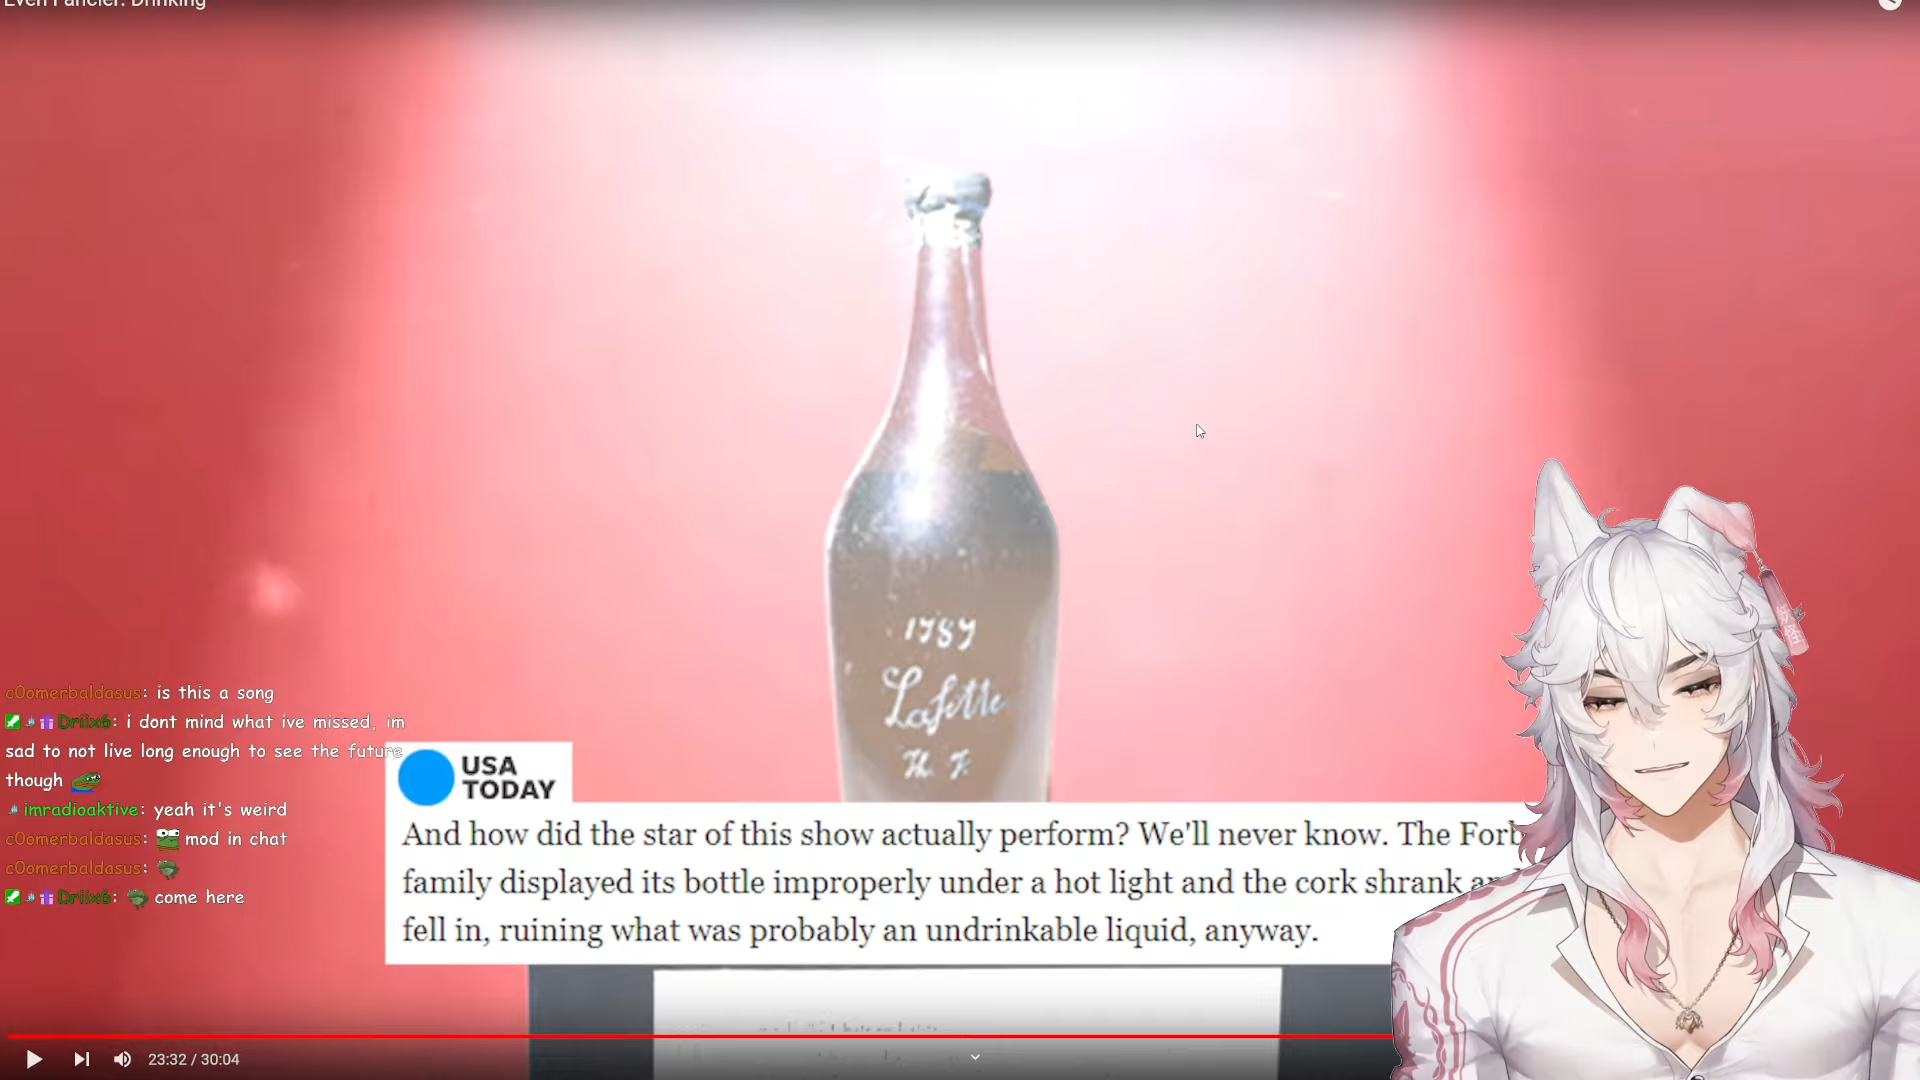 Even Fancier: Drinking
1787
Lafitte
Th. J.
c0omerbaldasus: is this a song
Driix6: i dont mind what ive missed, im
sad to not live long enough to see the future
though
imradioaktive: yeah it's weird
c0omerbaldasus: mod in chat
c0omerbaldasus:
Driix6: come here
USA
TODAY
And how did the star of this show actually perform? We'll never know. The Forb
family displayed its bottle improperly under a hot light and the cork shrank an
fell in, ruining what was probably an undrinkable liquid, anyway.
妖怪
23:32 / 30:04